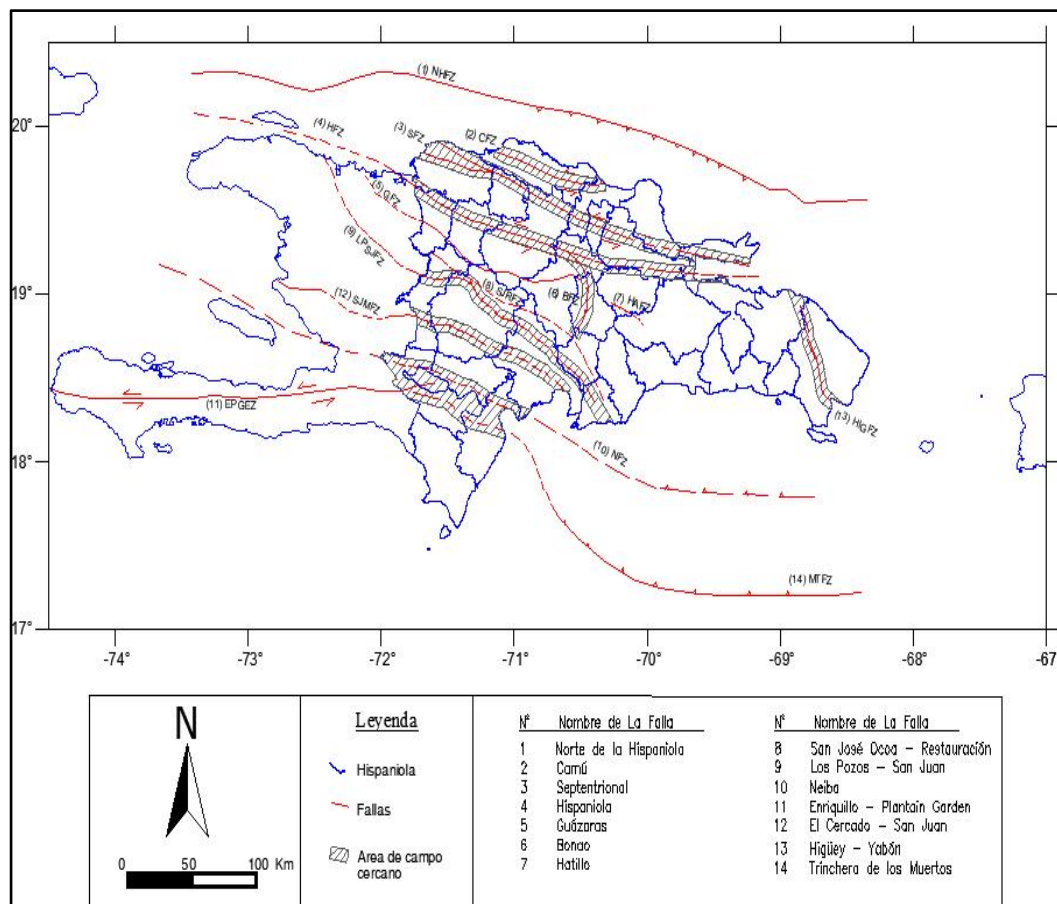 (1) NHFZ
20°
(4) HFZ
(3) SFZ
(2) CFZ
(5) GFZ
(9) LPSJFZ
19°
(12) SJMFZ
(8) SJRFZ
(6) BFZ
(7) HAFZ
(11) EPGFZ
(13) HIGFZ
18°
(10) NFZ
(14) MTFZ
17°
-74° -73° -72° -71° -70° -69° -68° -67
N
0 50 100 Km
Leyenda
Hispaniola
Fallas
Area de campo
cercano
Nº Nombre de La Falla
1 Norte de la Hispaniola
2 Camú
3 Septentrional
4 Hispaniola
5 Guázaras
6 Bonao
7 Hatillo
Nº Nombre de La Falla
8 San José Ocoa – Restauración
9 Los Pozos – San Juan
10 Neiba
11 Enriquillo – Plantain Garden
12 El Cercado – San Juan
13 Higüey – Yabón
14 Trinchera de los Muertos